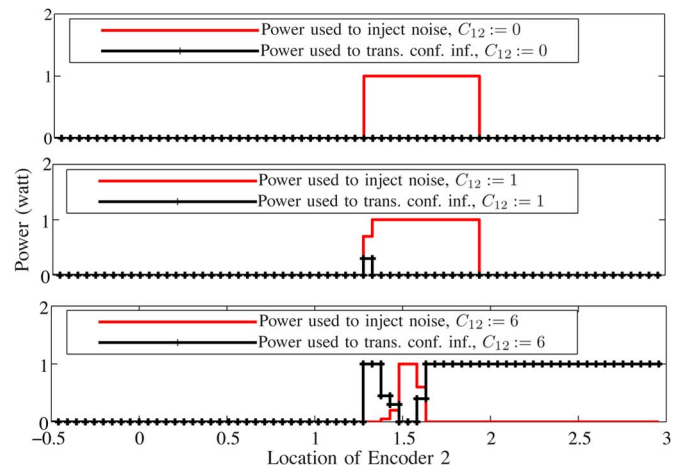 2
Power used to inject noise, C12 := 0
Power used to trans. conf. inf., C12 := 0
1
0
2
Power used to inject noise, C12 := 1
Power used to trans. conf. inf., C12 := 1
1
0
Power (watt)
2
Power used to inject noise, C12 := 6
Power used to trans. conf. inf., C12 := 6
1
0
−0.5 0 0.5 1 1.5 2 2.5 3
Location of Encoder 2